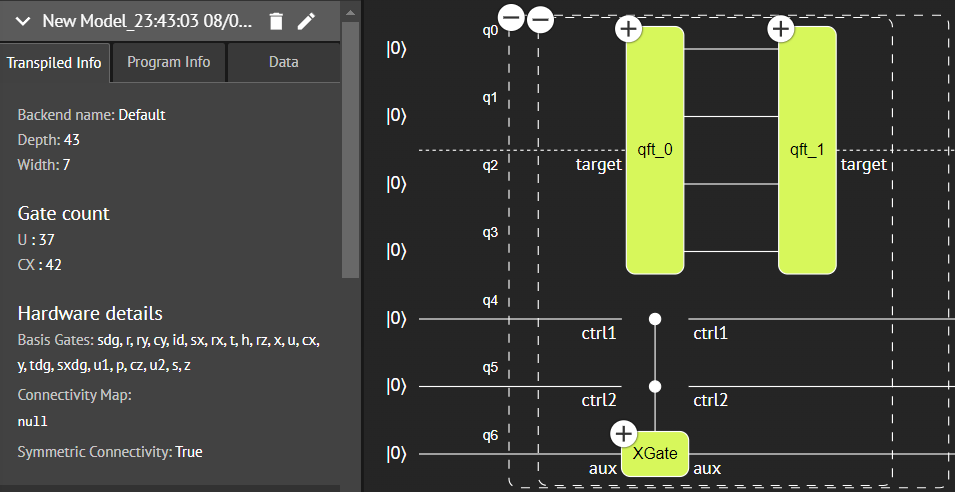 New Model_23:43:03 08/0...
Transpiled Info
Program Info
Data
Backend name: Default
Depth: 43
Width: 7
Gate count
U : 37
CX : 42
Hardware details
Basis Gates: sdg, r, ry, cy, id, sx, rx, t, h, rz, x, u, cx,
y, tdg, sxdg, u1, p, cz, u2, s, z
Connectivity Map:
null
Symmetric Connectivity: True
q0
|0⟩
q1
|0⟩
target
qft_0
qft_1
target
q2
|0⟩
q3
|0⟩
q4
|0⟩
ctrl1
ctrl1
q5
|0⟩
ctrl2
ctrl2
q6
|0⟩
XGate
aux
aux